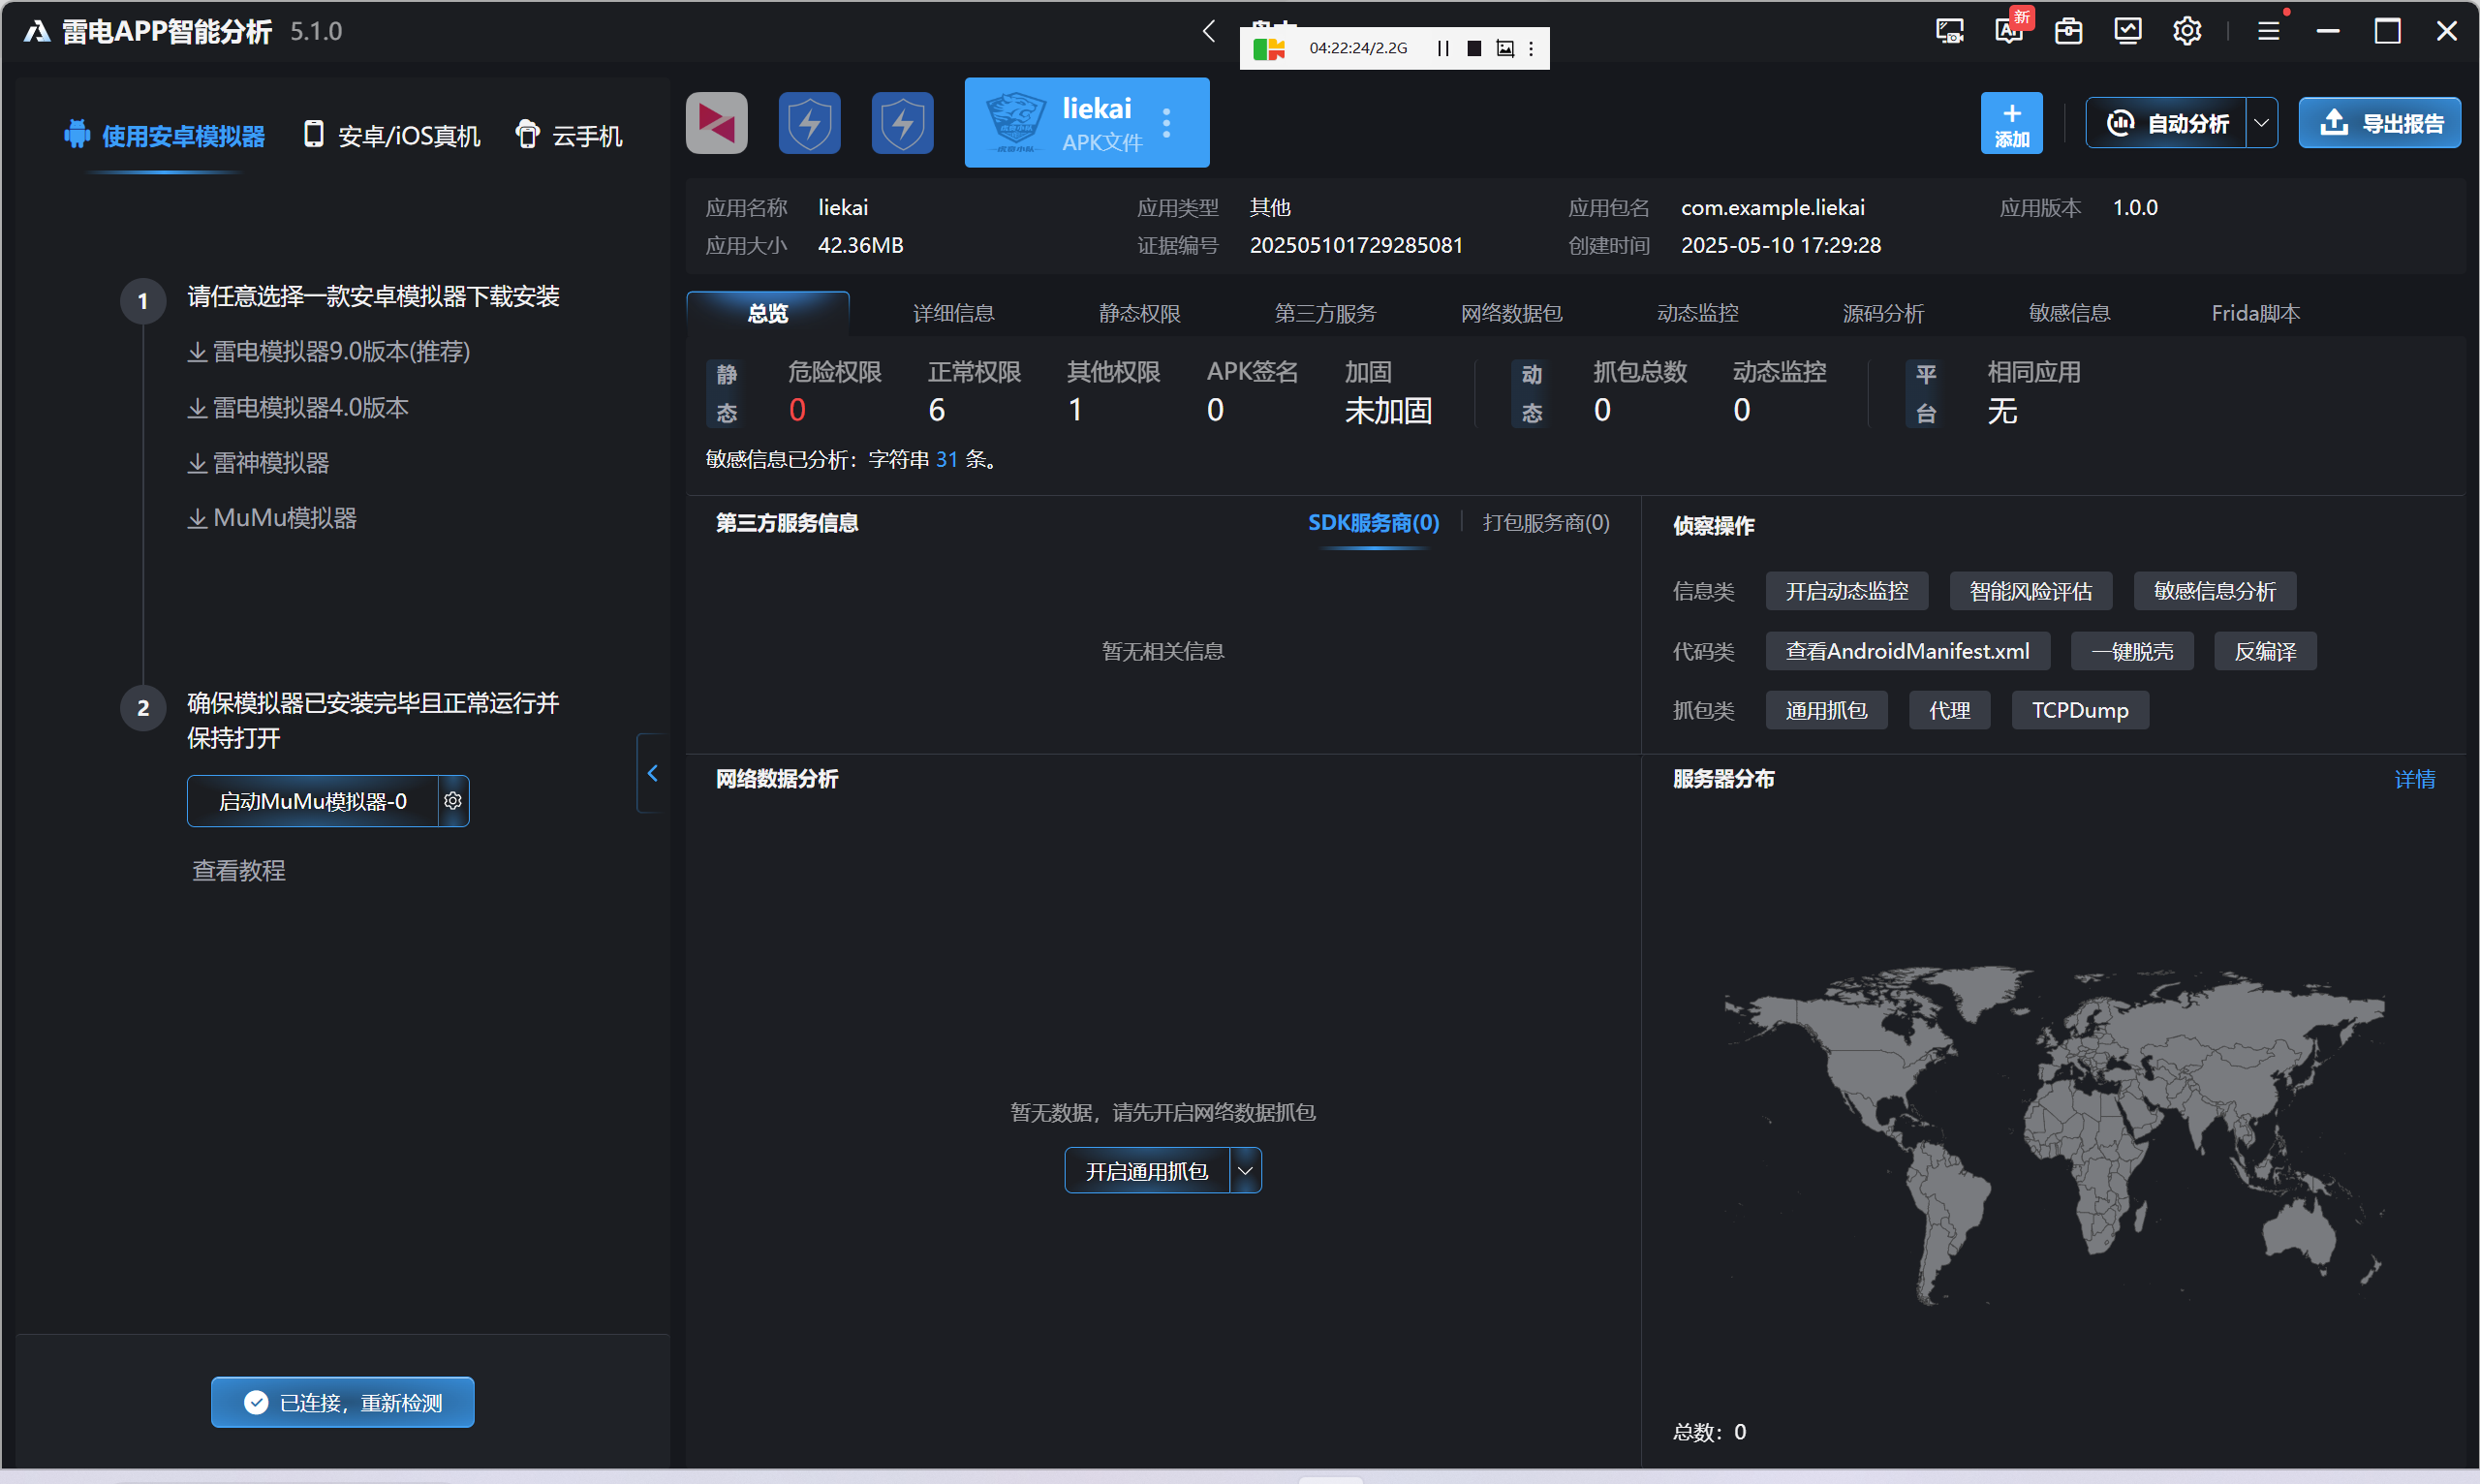 雷电APP智能分析 5.1.0
04:22:24/2.2G
新
使用安卓模拟器
安卓/iOS真机
云手机
1
请任意选择一款安卓模拟器下载安装
雷电模拟器9.0版本(推荐)
雷电模拟器4.0版本
雷神模拟器
MuMu模拟器
2
确保模拟器已安装完毕且正常运行并
保持打开
启动MuMu模拟器-0
查看教程
已连接，重新检测
liekai
APK文件
添加
自动分析
导出报告
应用名称 liekai 应用类型 其他 应用包名 com.example.liekai 应用版本 1.0.0
应用大小 42.36MB 证据编号 202505101729285081 创建时间 2025-05-10 17:29:28
总览 详细信息 静态权限 第三方服务 网络数据包 动态监控 源码分析 敏感信息 Frida脚本
静态 危险权限 正常权限 其他权限 APK签名 加固 动态 抓包总数 动态监控 平台 相同应用
0 6 1 0 未加固 0 0 无
敏感信息已分析：字符串 31 条。
第三方服务信息 SDK服务商(0) 打包服务商(0)
暂无相关信息
侦察操作
信息类 开启动态监控 智能风险评估 敏感信息分析
代码类 查看AndroidManifest.xml 一键脱壳 反编译
抓包类 通用抓包 代理 TCPDump
网络数据分析
暂无数据，请先开启网络数据抓包
开启通用抓包
服务器分布 详情
总数：0